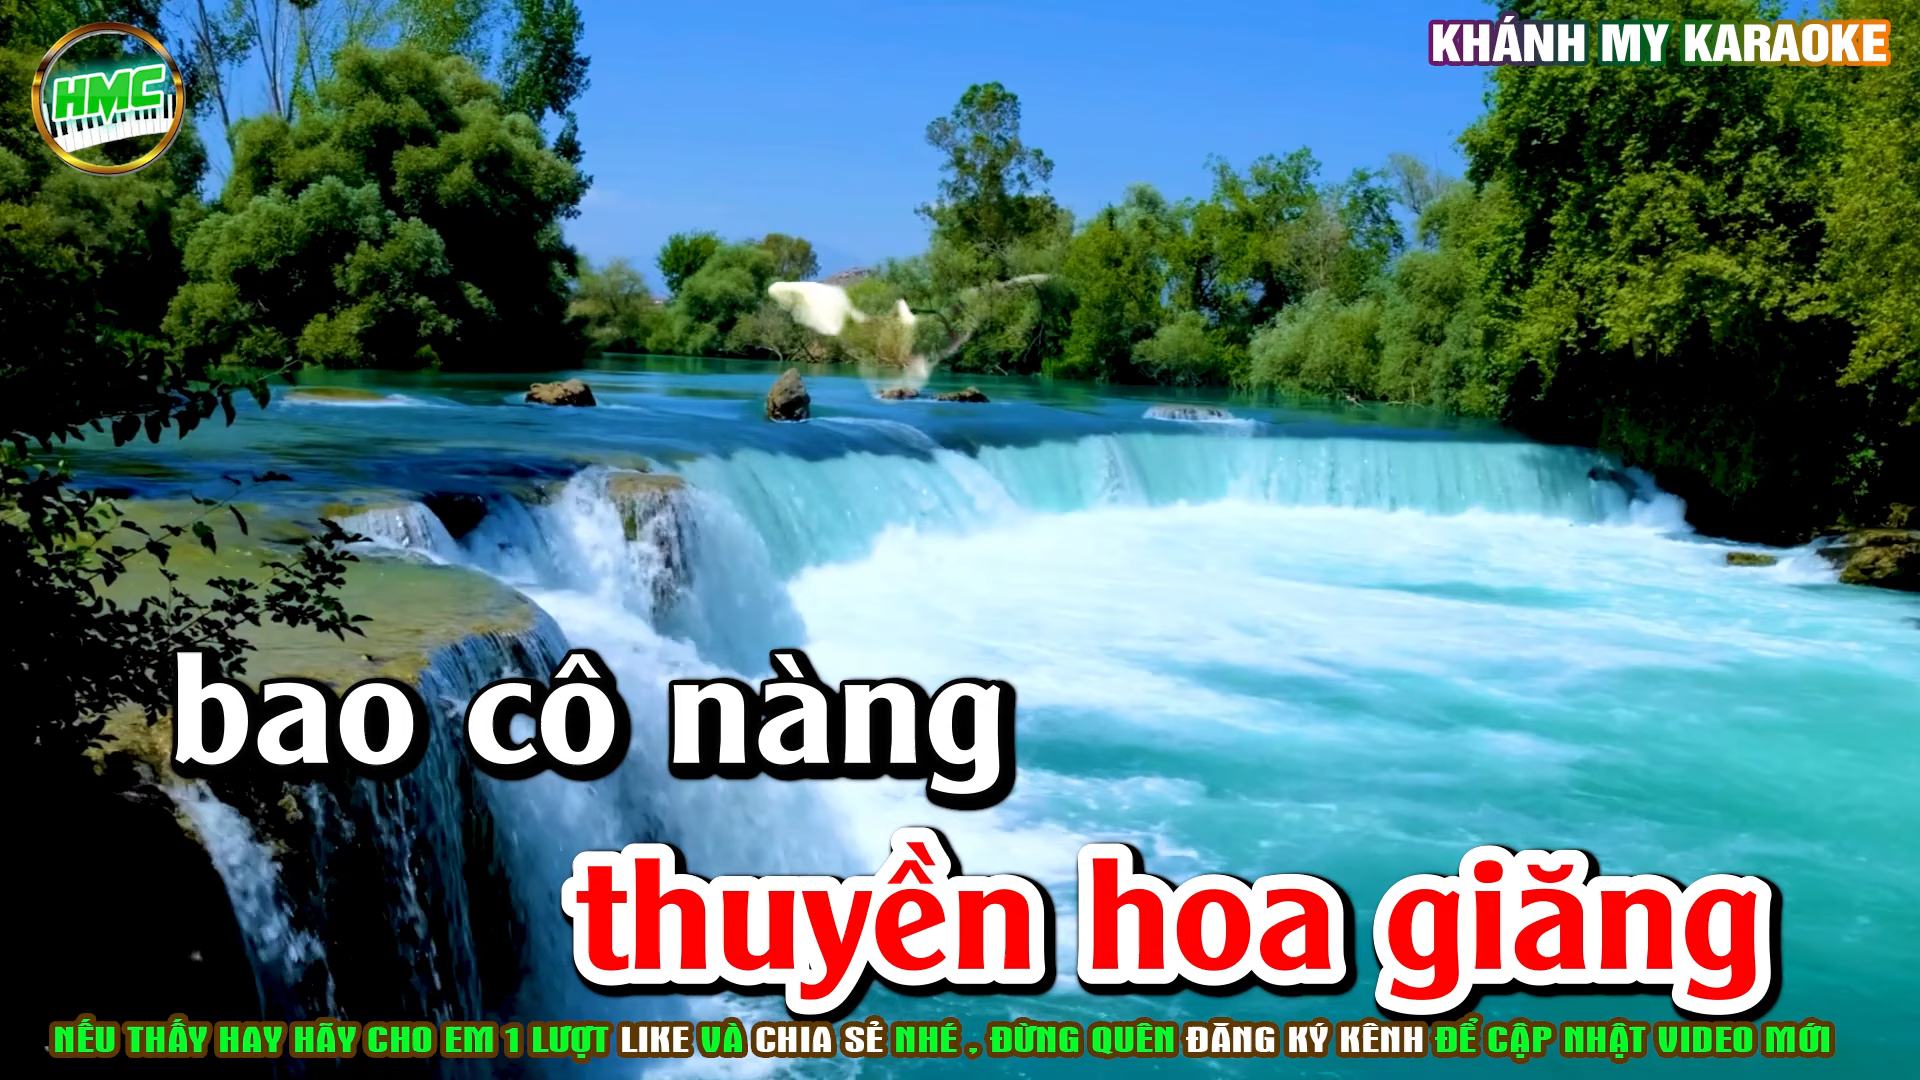 HMC
KHÁNH MY KARAOKE
bao cô nàng
thuyền hoa giăng
NẾU THẤY HAY HÃY CHO EM 1 LƯỢT LIKE VÀ CHIA SẺ NHÉ , ĐỪNG QUÊN ĐĂNG KÝ KÊNH ĐỂ CẬP NHẬT VIDEO MỚI